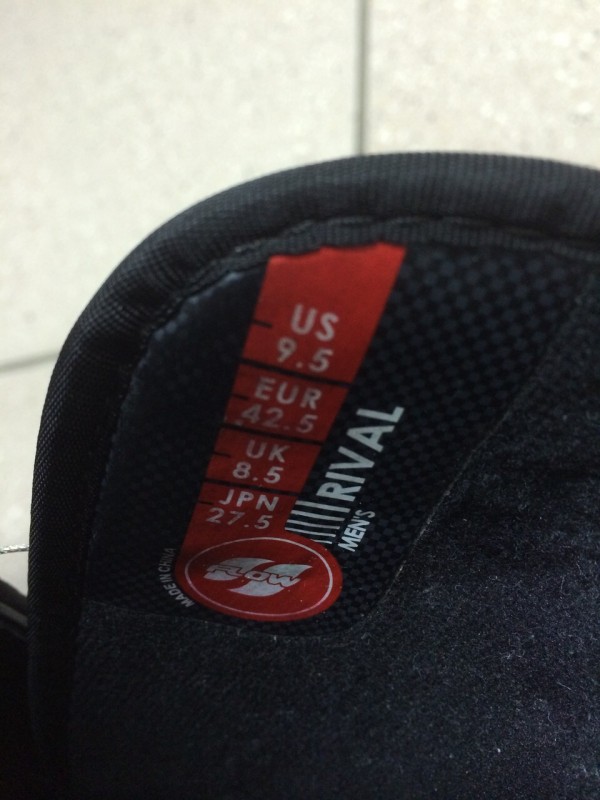 US
9.5
EUR
42.5
UK
8.5
JPN
27.5
RIVAL
MEN'S
FLOW
MADE IN CHINA